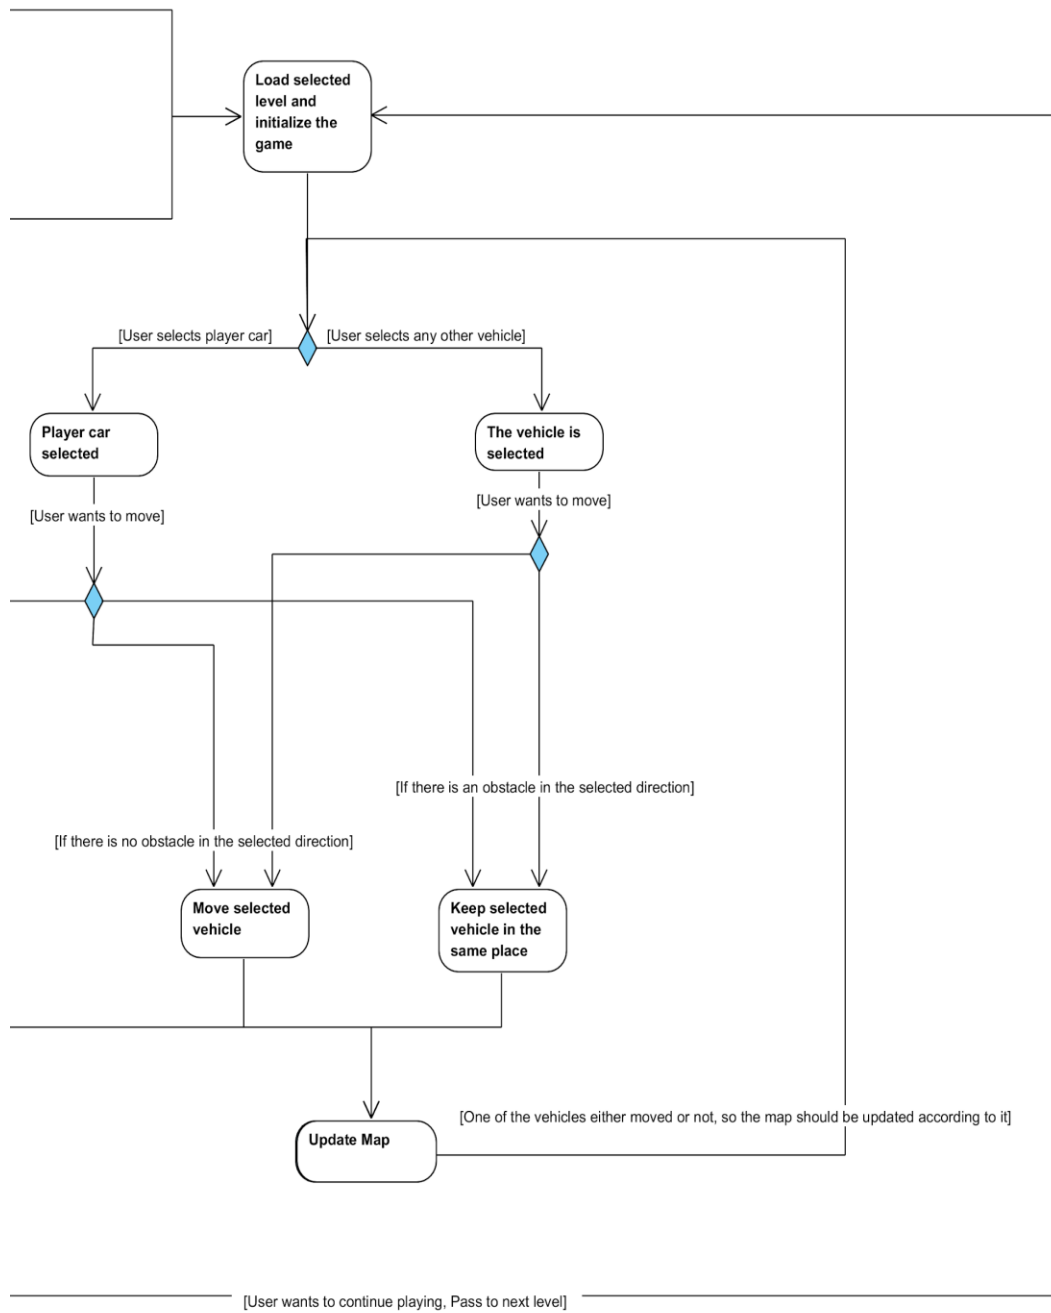 Load selected
level and
initialize the
game
[User selects player car]
[User selects any other vehicle]
Player car
selected
The vehicle is
selected
[User wants to move]
[User wants to move]
[If there is an obstacle in the selected direction]
[If there is no obstacle in the selected direction]
Move selected
vehicle
Keep selected
vehicle in the
same place
[One of the vehicles either moved or not, so the map should be updated according to it]
Update Map
[User wants to continue playing, Pass to next level]